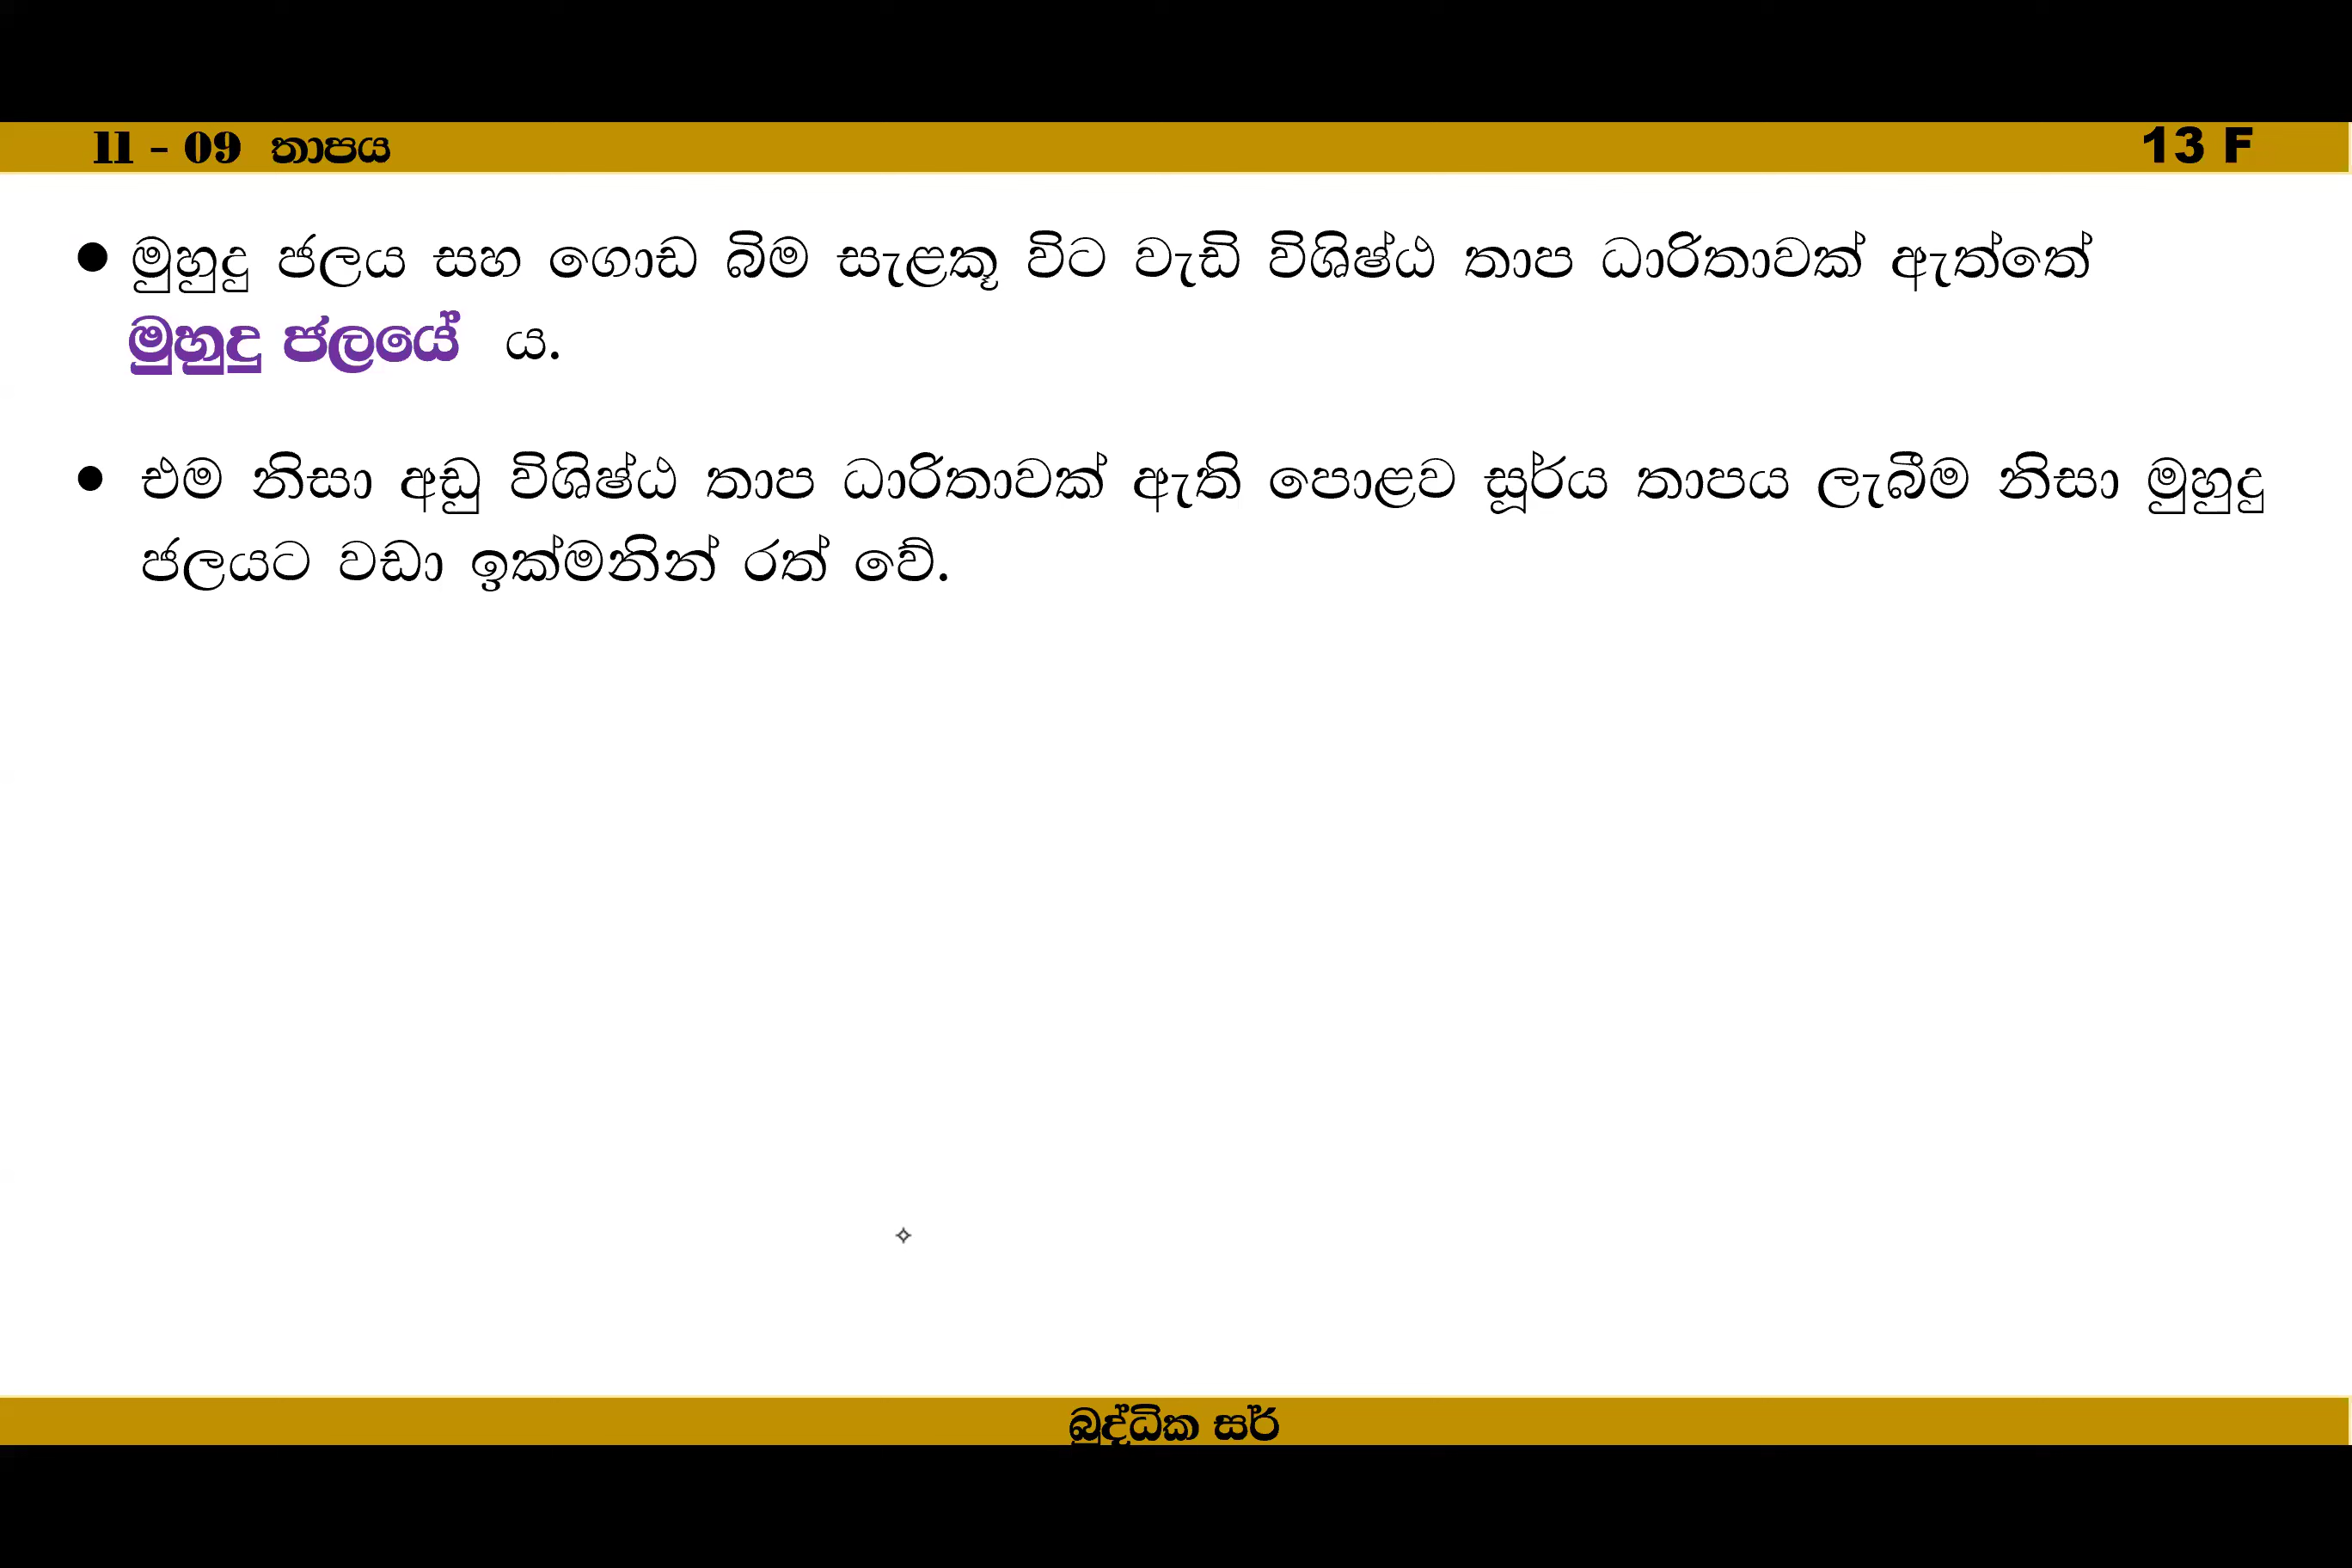 11 - 09 තාපය
13 F
● මුහුදු ජලය සහ ගොඩ බිම සැළකූ විට වැඩි විශිෂ්ඨ තාප ධාරිතාවක් ඇත්තේ
මුහුදු ජලයේ ය.
● එම නිසා අඩු විශිෂ්ඨ තාප ධාරිතාවක් ඇති පොළව සූර්ය තාපය ලැබීම නිසා මුහුදු
ජලයට වඩා ඉක්මනින් රත් වේ.
බුද්ධික සර්